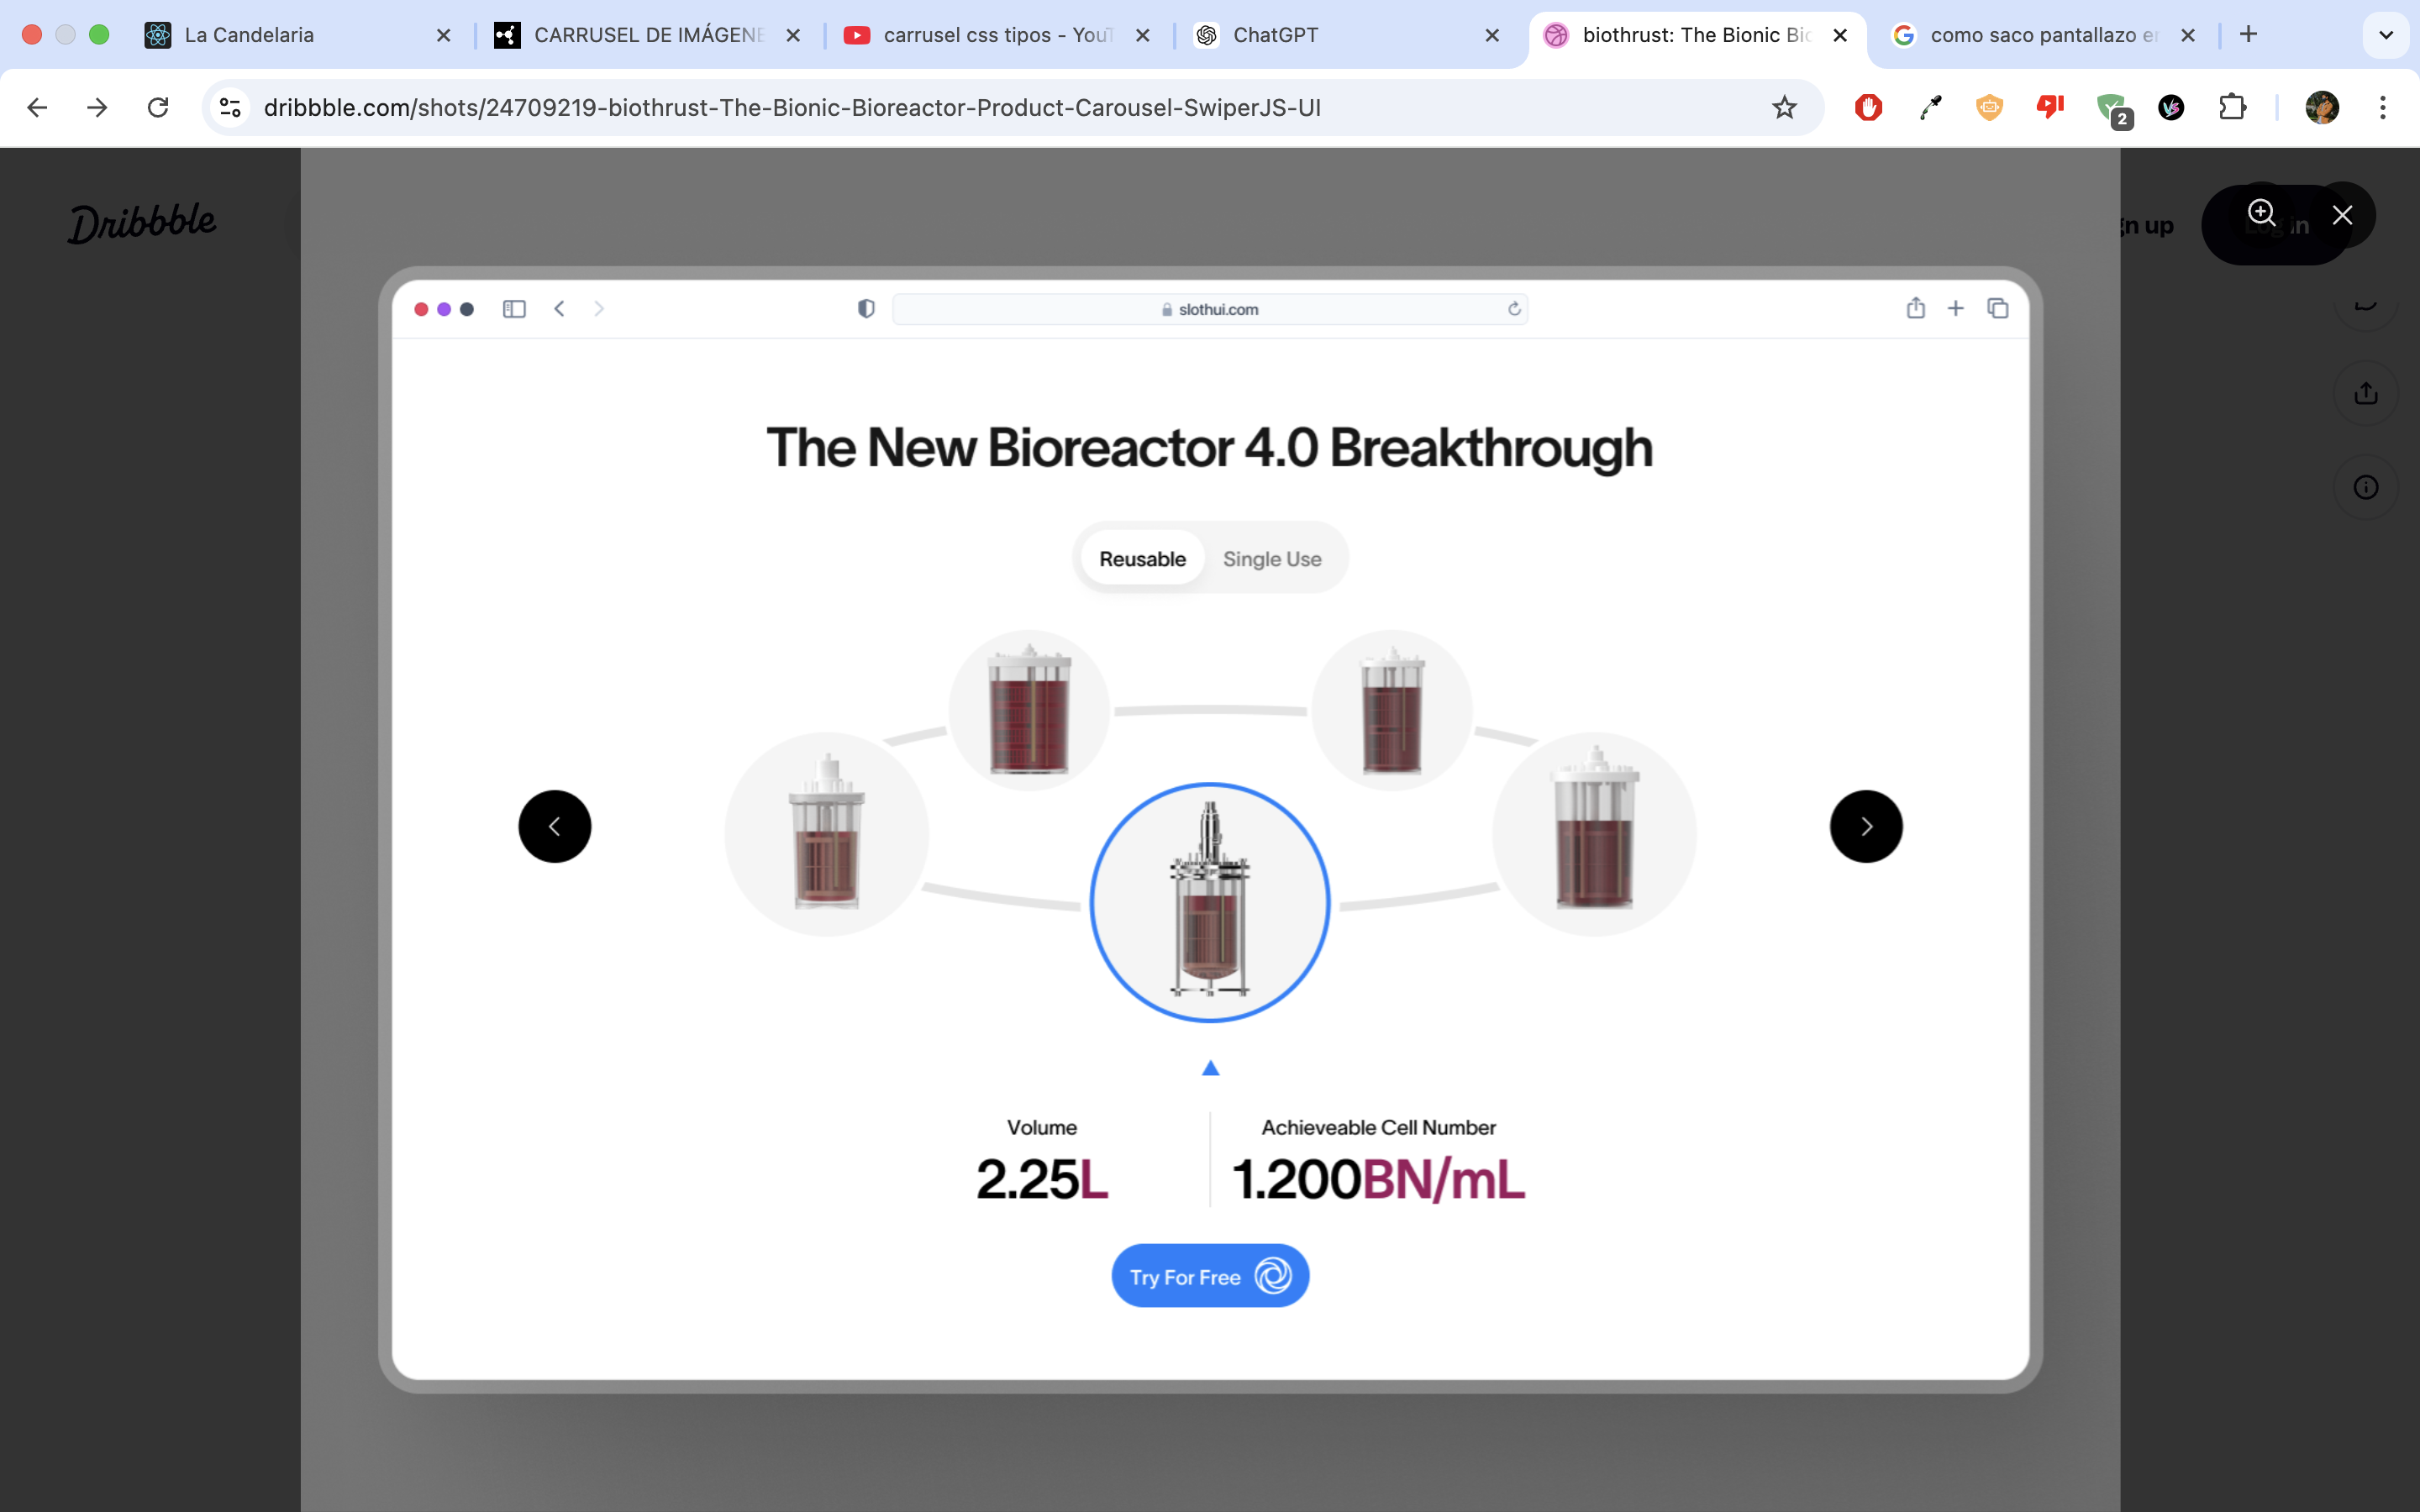 La Candelaria
CARRUSEL DE IMÁGENE
carrusel css tipos - YouT
ChatGPT
biothrust: The Bionic Bio
como saco pantallazo e
dribbble.com/shots/24709219-biothrust-The-Bionic-Bioreactor-Product-Carousel-SwiperJS-UI
2
Dribbble
gn up
Log in
slothui.com
The New Bioreactor 4.0 Breakthrough
Reusable
Single Use
Volume
Achieveable Cell Number
2.25L
1.200BN/mL
Try For Free